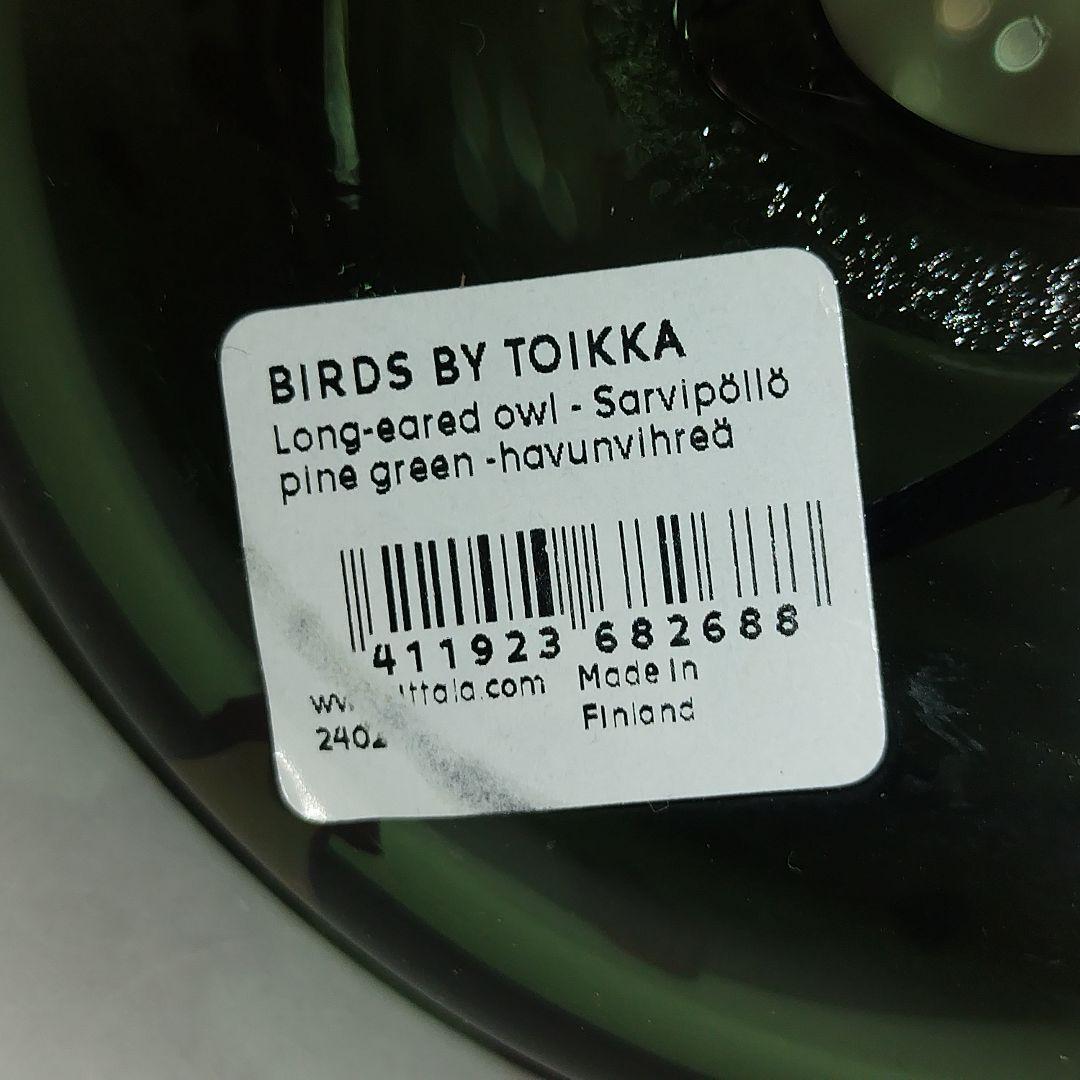 BIRDS BY TOIKKA
Long-eared owl - Sarvipöllö
pine green -havunvihreä
411923 682688
Made in
Finland